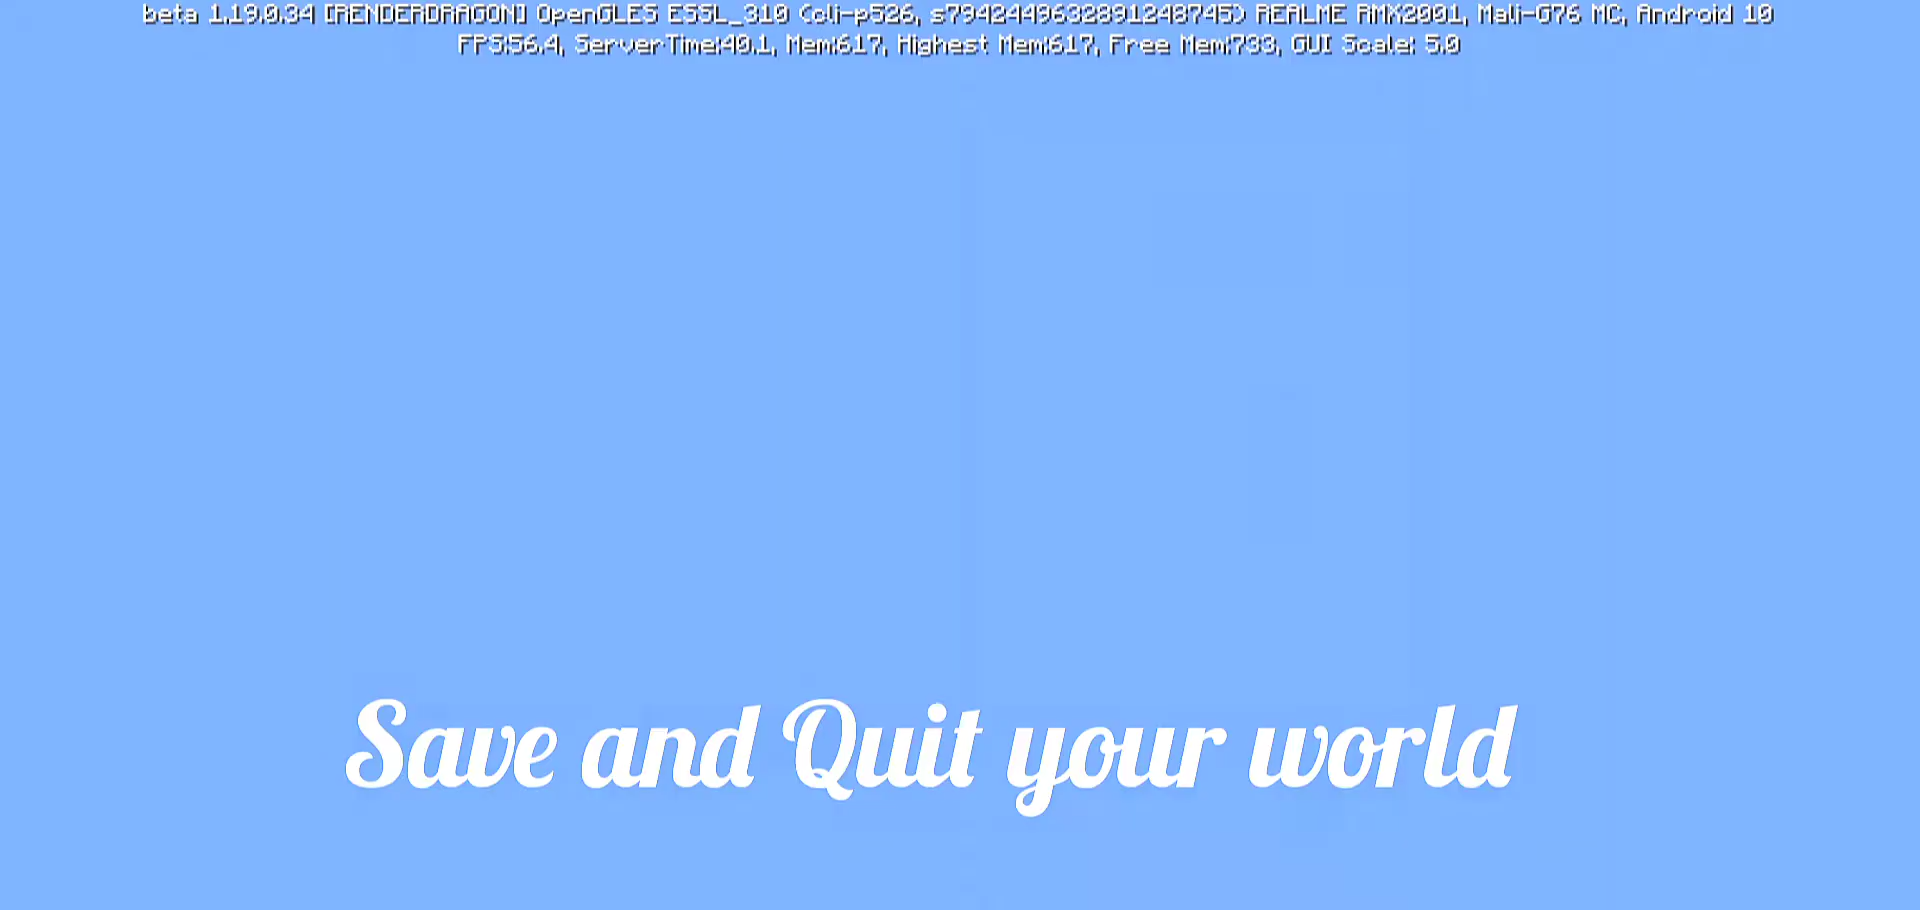 beta 1.19.0.34 [RENDERDRAGON] OpenGLES ESSL_310 (cli-p526, s7942449632891248745) REALME RMX2001, Mali-G76 MC, Android 10
FPS:56.4, ServerTime:40.1, Mem:617, Highest Mem:617, Free Mem:733, GUI Scale: 5.0
Save and Quit your world